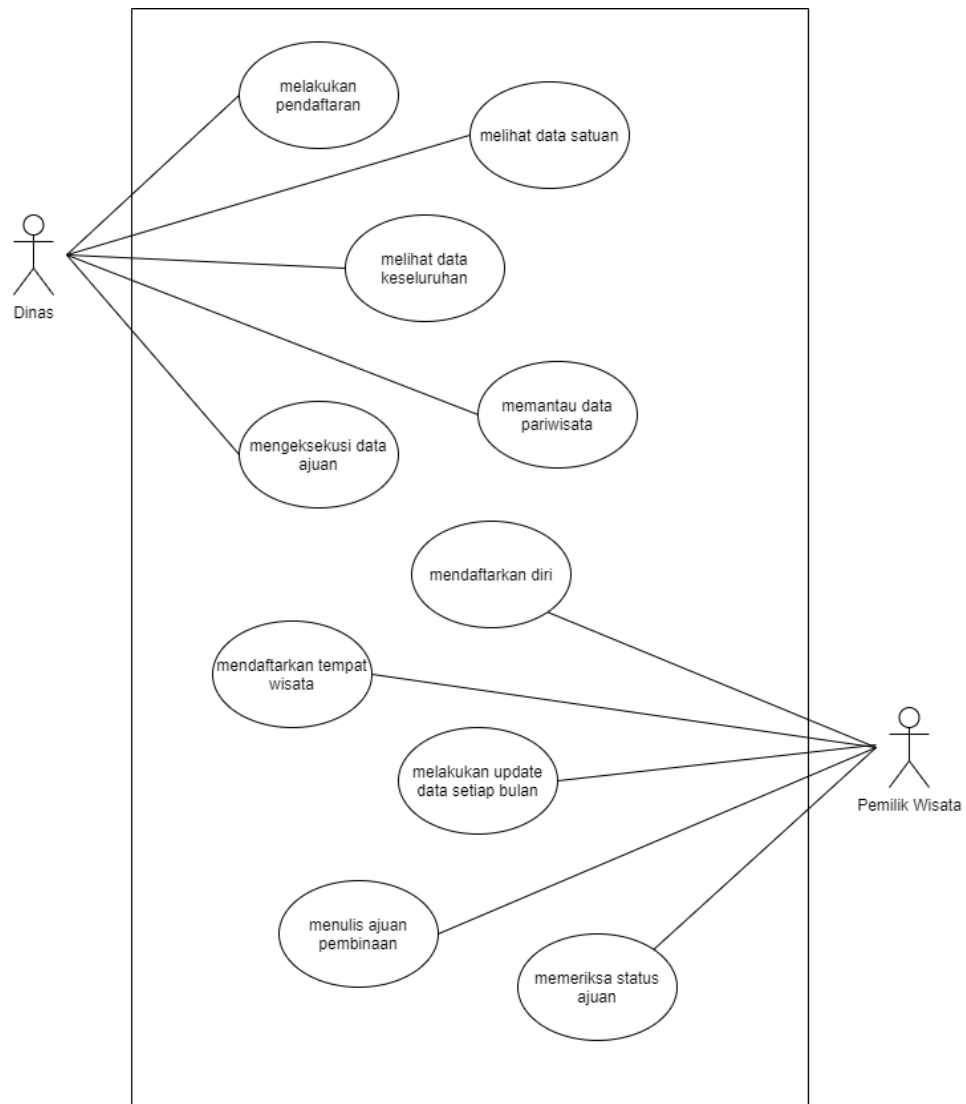 melakukan
pendaftaran
melihat data satuan
melihat data
keseluruhan
Dinas
memantau data
pariwisata
mengeksekusi data
ajuan
mendaftarkan diri
mendaftarkan tempat
wisata
melakukan update
data setiap bulan
Pemilik Wisata
menulis ajuan
pembinaan
memeriksa status
ajuan